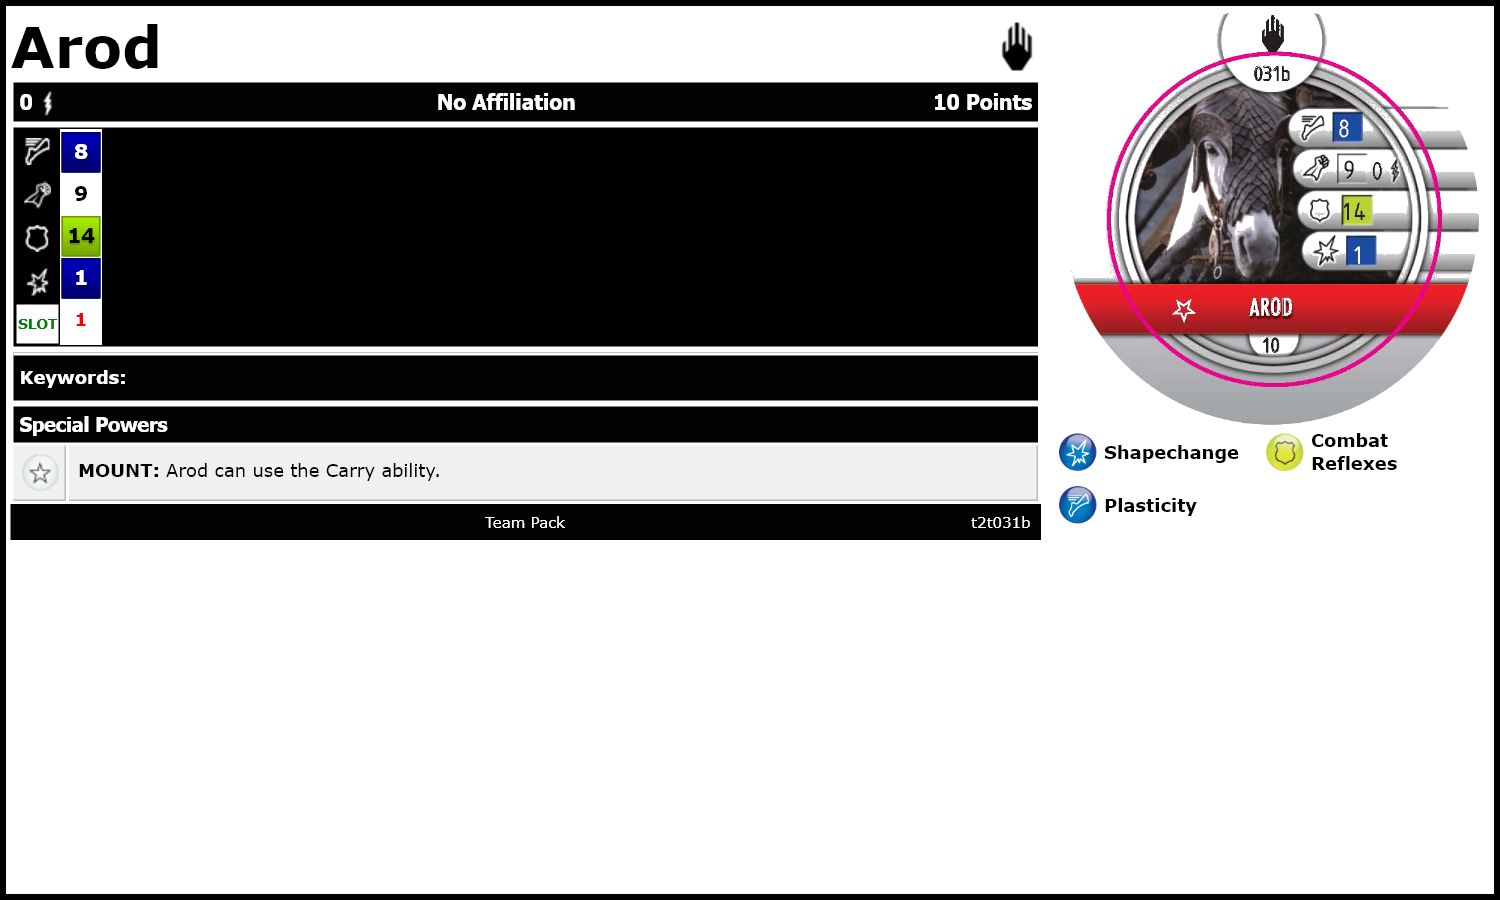 Arod
0 No Affiliation 10 Points
8
9
14
1
SLOT 1
Keywords:
Special Powers
MOUNT: Arod can use the Carry ability.
Team Pack t2t031b
031b
8
9 0
14
1
AROD
10
Shapechange
Combat
Reflexes
Plasticity